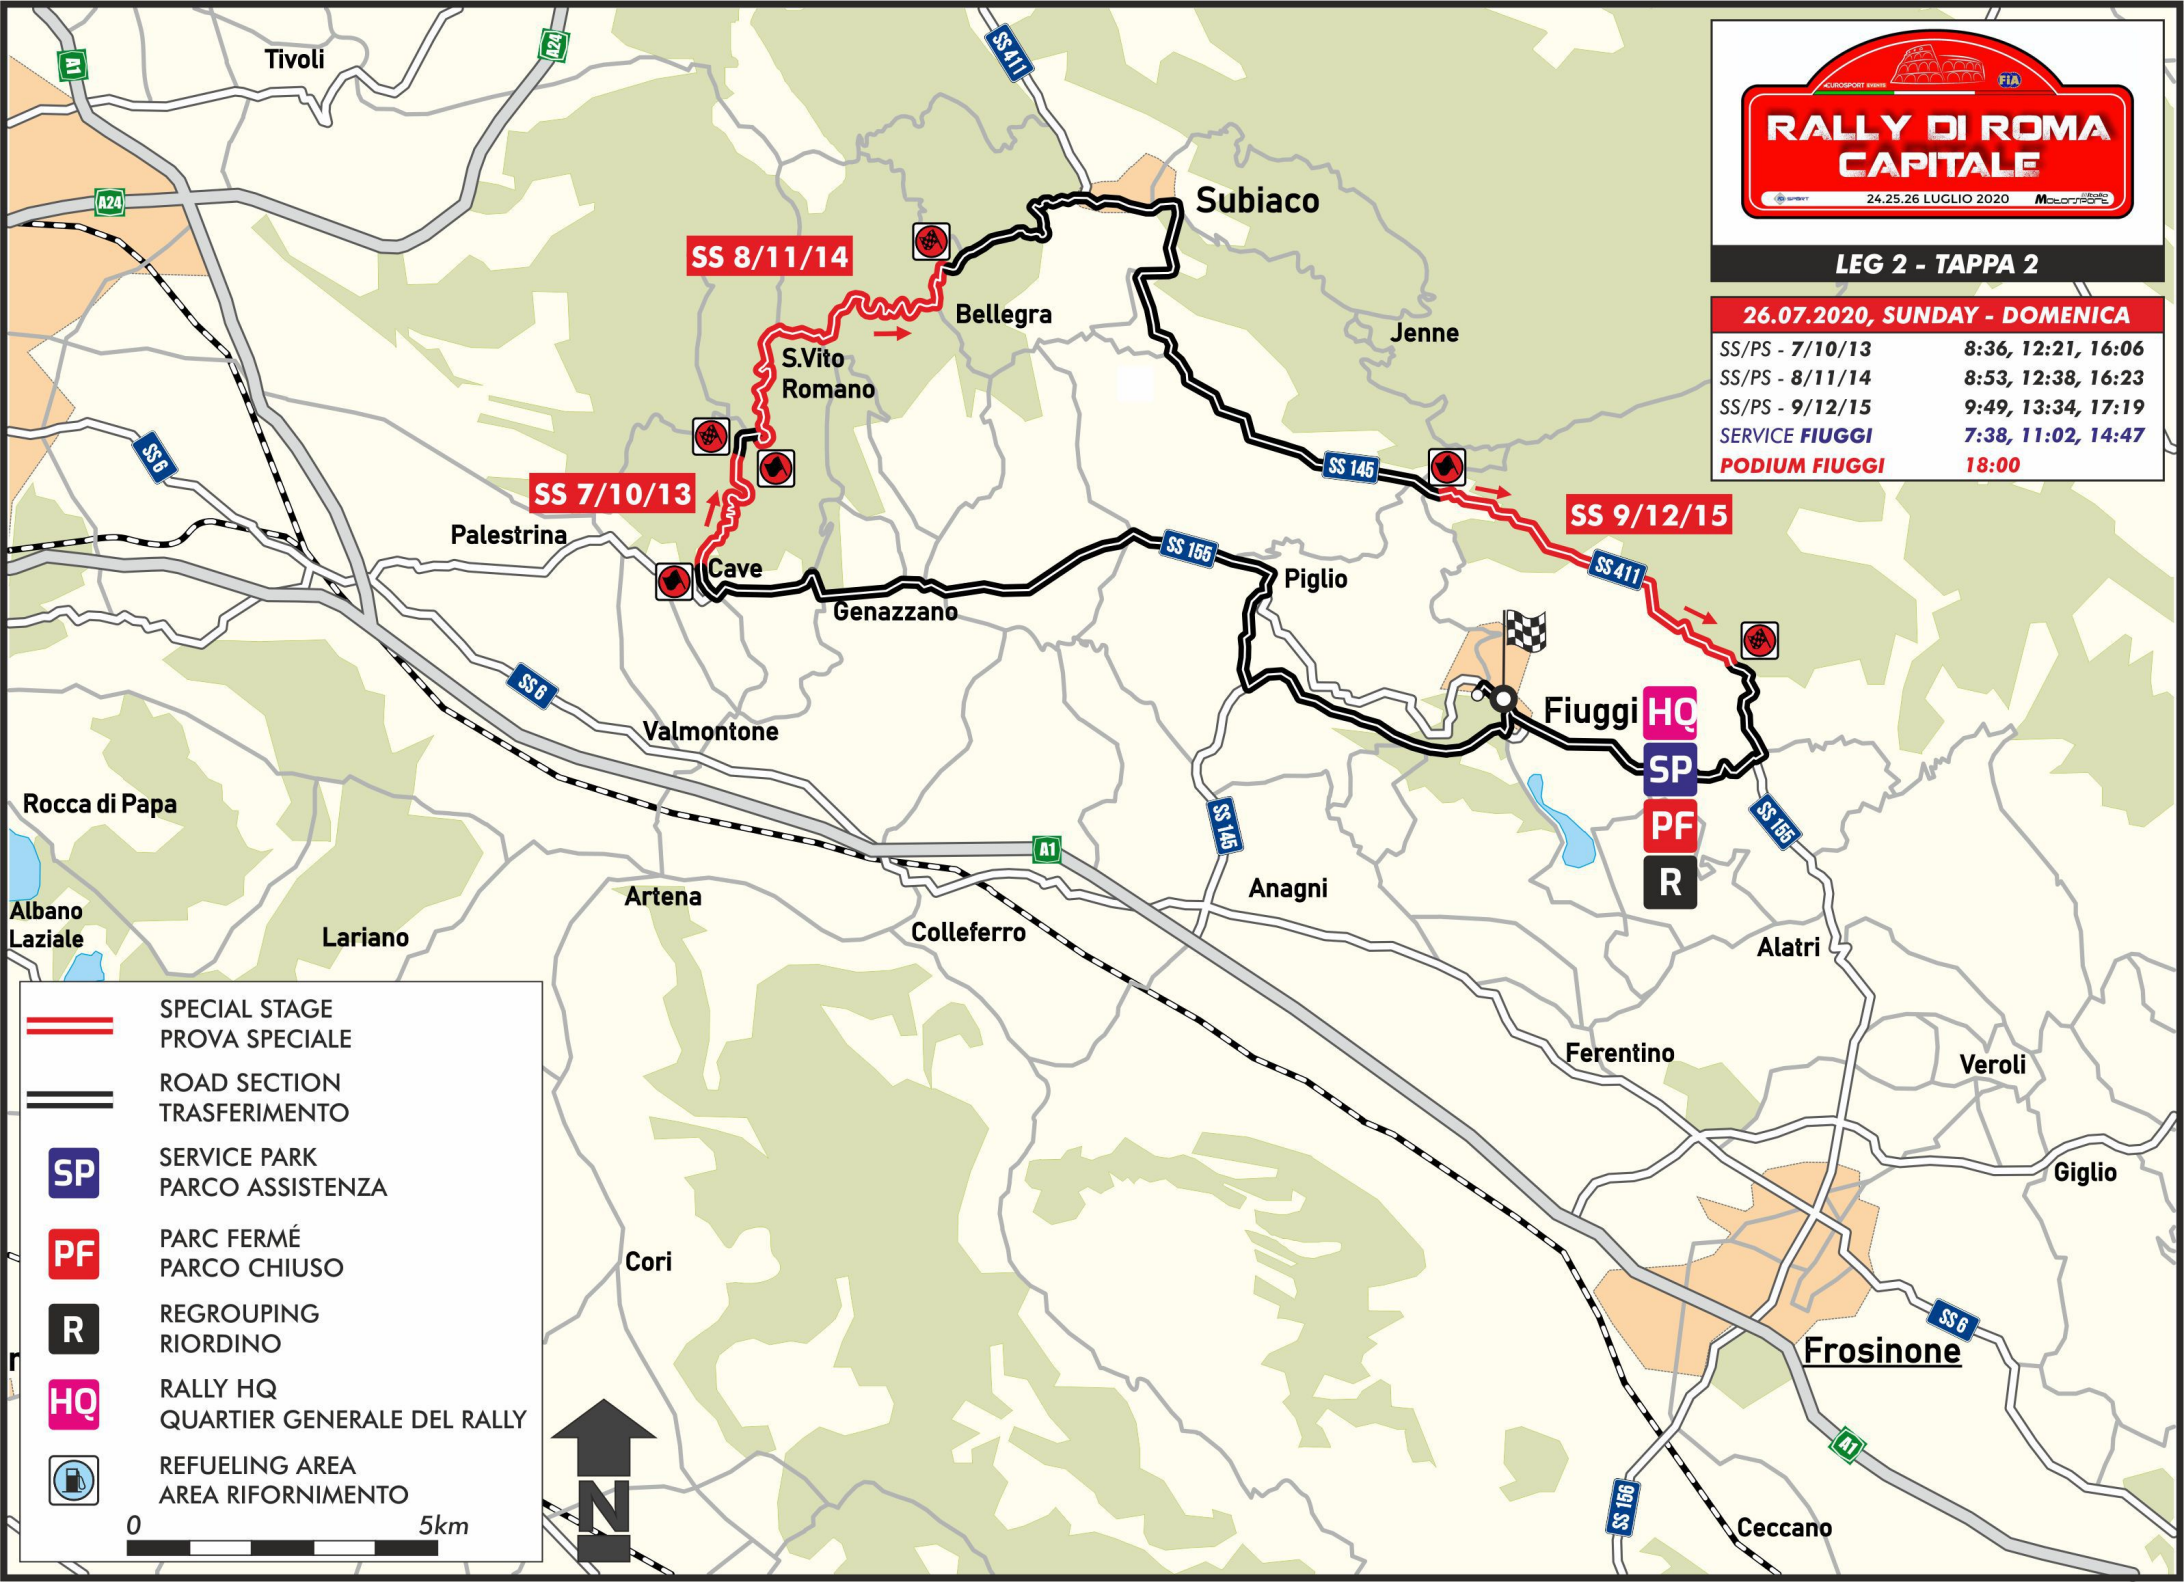 A1
Tivoli
A24
SS 411
EUROSPORT EVENTS
FIA
RALLY DI ROMA
CAPITALE
24.25.26 LUGLIO 2020
Motorsport
Italia
LEG 2 - TAPPA 2
26.07.2020, SUNDAY - DOMENICA
SS/PS - 7/10/13 8:36, 12:21, 16:06
SS/PS - 8/11/14 8:53, 12:38, 16:23
SS/PS - 9/12/15 9:49, 13:34, 17:19
SERVICE FIUGGI 7:38, 11:02, 14:47
PODIUM FIUGGI 18:00
A24
Subiaco
SS 8/11/14
Bellegra
Jenne
S.Vito
Romano
SS 6
SS 145
SS 7/10/13
SS 9/12/15
Palestrina
SS 155
Cave
SS 411
Piglio
Genazzano
SS 6
Fiuggi
HQ
Valmontone
SP
Rocca di Papa
SS 145
PF
SS 155
A1
R
Anagni
Artena
Albano
Laziale
Lariano
Colleferro
Alatri
Ferentino
Veroli
Giglio
Cori
SS 6
Frosinone
A1
SS 156
Ceccano
SPECIAL STAGE
PROVA SPECIALE
ROAD SECTION
TRASFERIMENTO
SP
SERVICE PARK
PARCO ASSISTENZA
PF
PARC FERMÉ
PARCO CHIUSO
R
REGROUPING
RIORDINO
HQ
RALLY HQ
QUARTIER GENERALE DEL RALLY
REFUELING AREA
AREA RIFORNIMENTO
0 5km
N